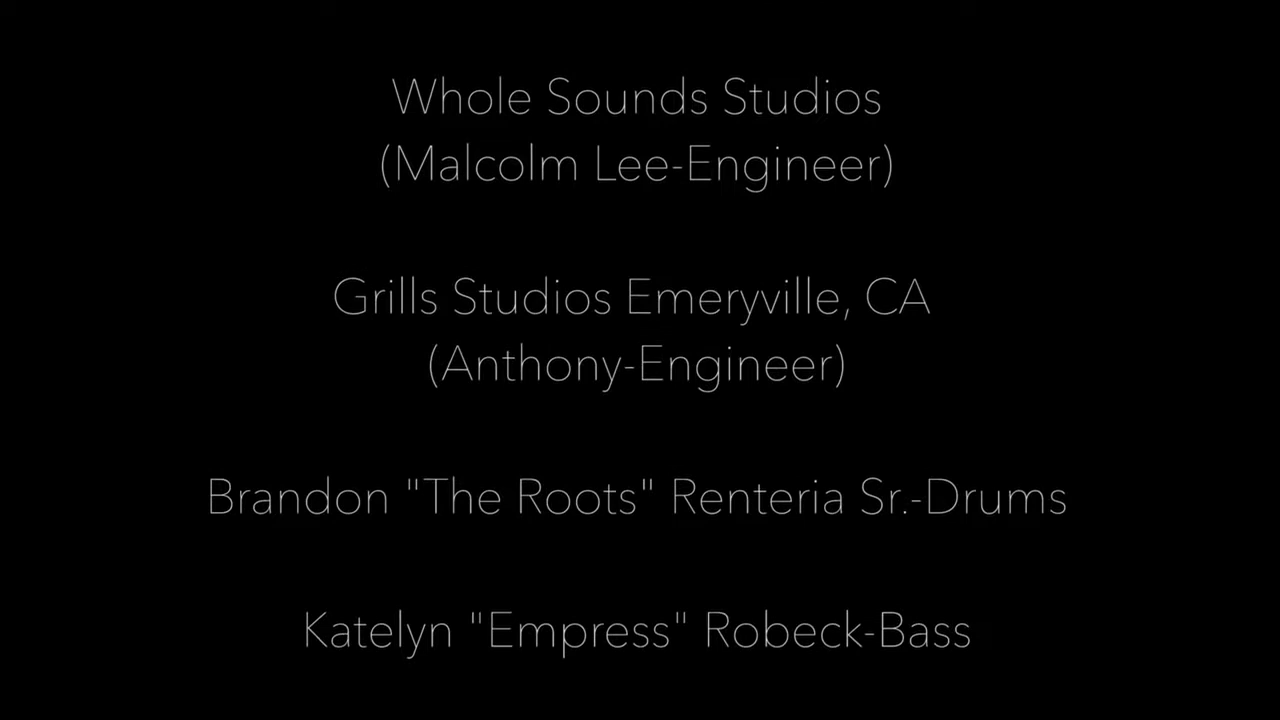 Whole Sounds Studios
(Malcolm Lee-Engineer)
Grills Studios Emeryville, CA
(Anthony-Engineer)
Brandon "The Roots" Renteria Sr.-Drums
Katelyn "Empress" Robeck-Bass